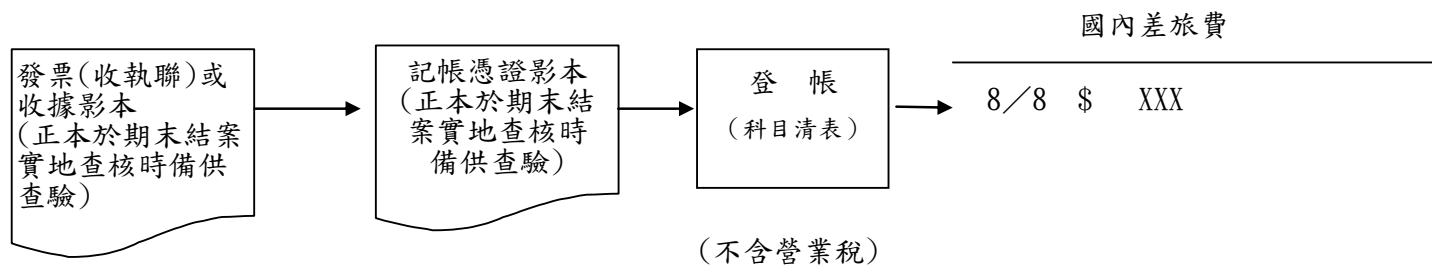 國內差旅費
發票(收執聯)或
收據影本
(正本於期末結案
實地查核時備供
查驗)
記帳憑證影本
(正本於期末結
案實地查核時
備供查驗)
登 帳
(科目清表)
8／8 $ XXX
(不含營業稅)